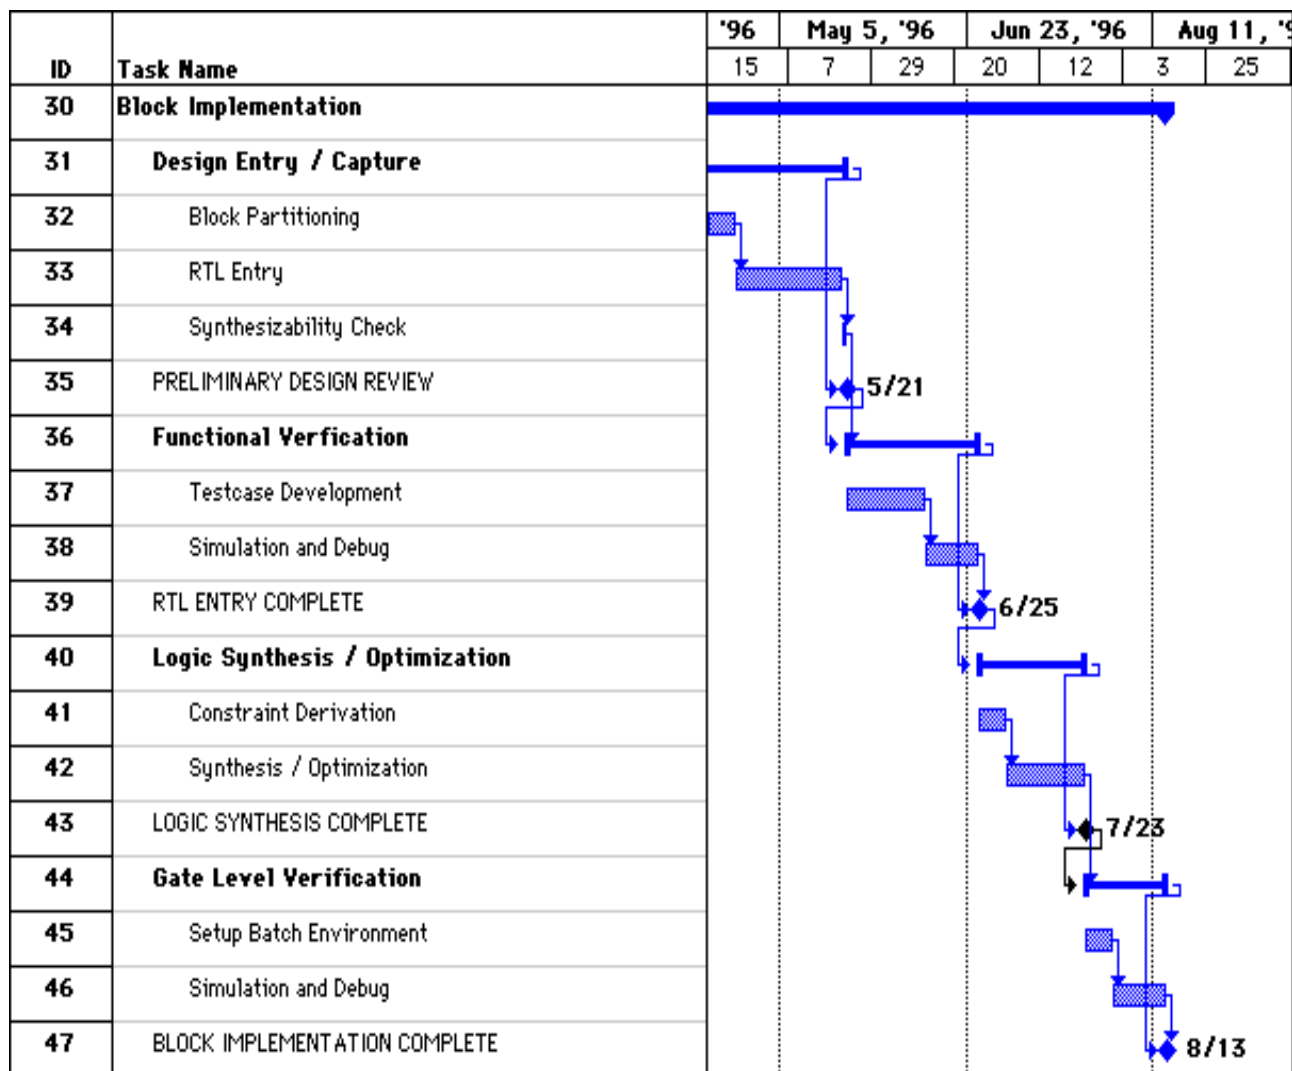 '96 May 5, '96 Jun 23, '96 Aug 11, '9
ID Task Name 15 7 29 20 12 3 25
30 Block Implementation
31 Design Entry / Capture
32 Block Partitioning
33 RTL Entry
34 Synthesizability Check
35 PRELIMINARY DESIGN REVIEW 5/21
36 Functional Verfication
37 Testcase Development
38 Simulation and Debug
39 RTL ENTRY COMPLETE 6/25
40 Logic Synthesis / Optimization
41 Constraint Derivation
42 Synthesis / Optimization
43 LOGIC SYNTHESIS COMPLETE 7/23
44 Gate Level Verification
45 Setup Batch Environment
46 Simulation and Debug
47 BLOCK IMPLEMENTATION COMPLETE 8/13